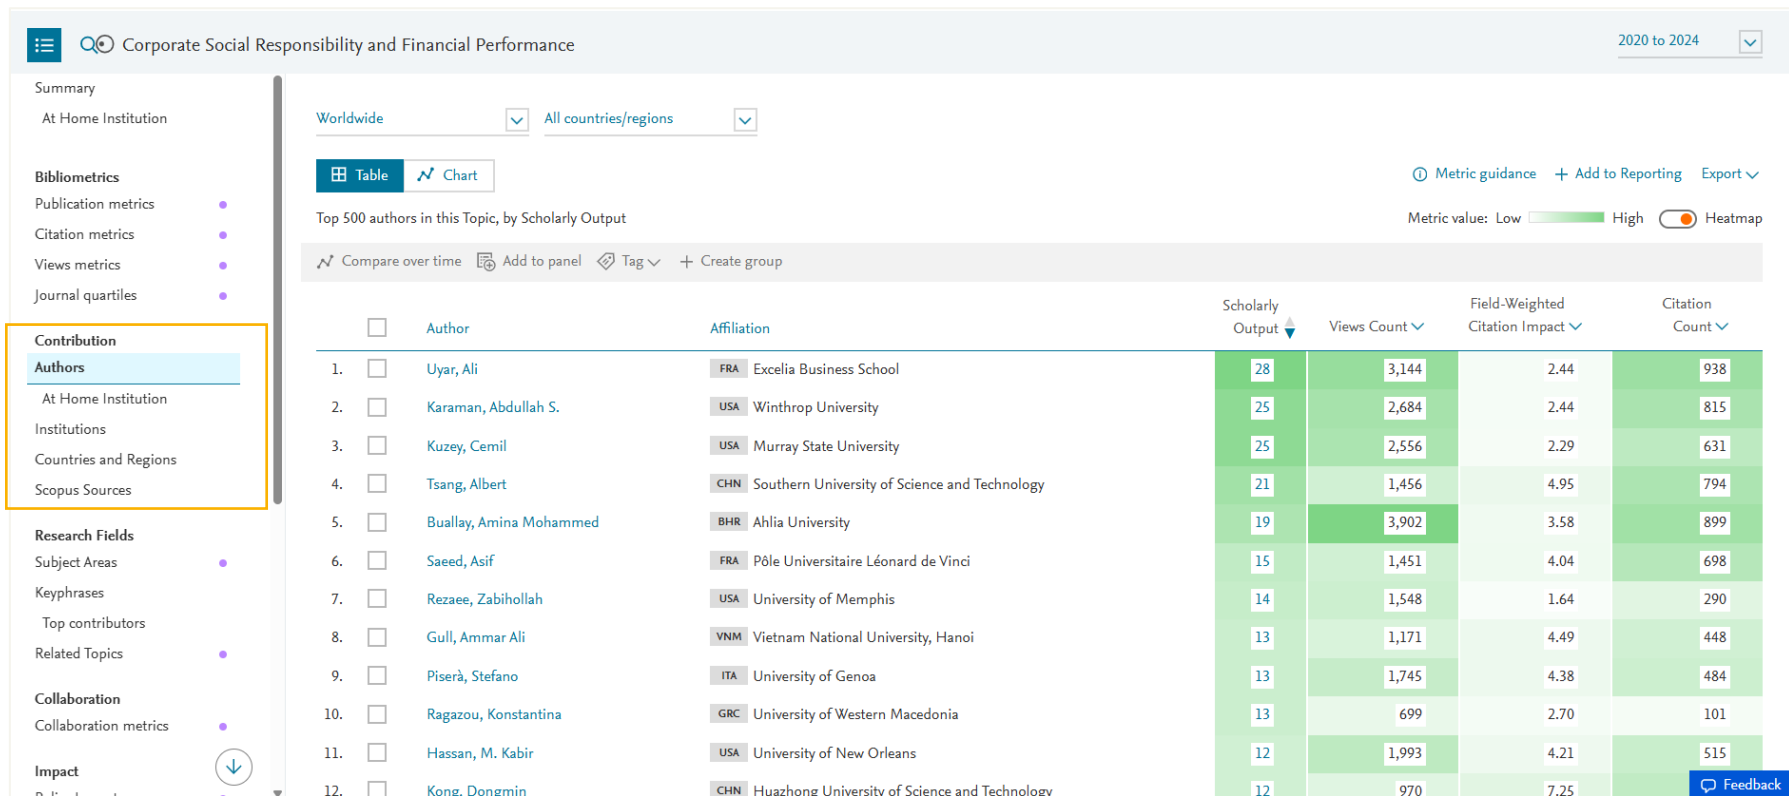 Corporate Social Responsibility and Financial Performance
2020 to 2024
Summary
At Home Institution
Bibliometrics
Publication metrics
Citation metrics
Views metrics
Journal quartiles
Contribution
Authors
At Home Institution
Institutions
Countries and Regions
Scopus Sources
Research Fields
Subject Areas
Keyphrases
Top contributors
Related Topics
Collaboration
Collaboration metrics
Impact
Worldwide
All countries/regions
Table
Chart
Metric guidance
+ Add to Reporting
Export
Top 500 authors in this Topic, by Scholarly Output
Metric value: Low High Heatmap
Compare over time Add to panel Tag + Create group
Author Affiliation Scholarly Output Views Count Field-Weighted Citation Impact Citation Count
1. Uyar, Ali FRA Excelia Business School 28 3,144 2.44 938
2. Karaman, Abdullah S. USA Winthrop University 25 2,684 2.44 815
3. Kuzey, Cemil USA Murray State University 25 2,556 2.29 631
4. Tsang, Albert CHN Southern University of Science and Technology 21 1,456 4.95 794
5. Buallay, Amina Mohammed BHR Ahlia University 19 3,902 3.58 899
6. Saeed, Asif FRA Pôle Universitaire Léonard de Vinci 15 1,451 4.04 698
7. Rezaee, Zabihollah USA University of Memphis 14 1,548 1.64 290
8. Gull, Ammar Ali VNM Vietnam National University, Hanoi 13 1,171 4.49 448
9. Piserà, Stefano ITA University of Genoa 13 1,745 4.38 484
10. Ragazou, Konstantina GRC University of Western Macedonia 13 699 2.70 101
11. Hassan, M. Kabir USA University of New Orleans 12 1,993 4.21 515
12. Kong, Dongmin CHN Huazhong University of Science and Technology 12 970 7.25
Feedback